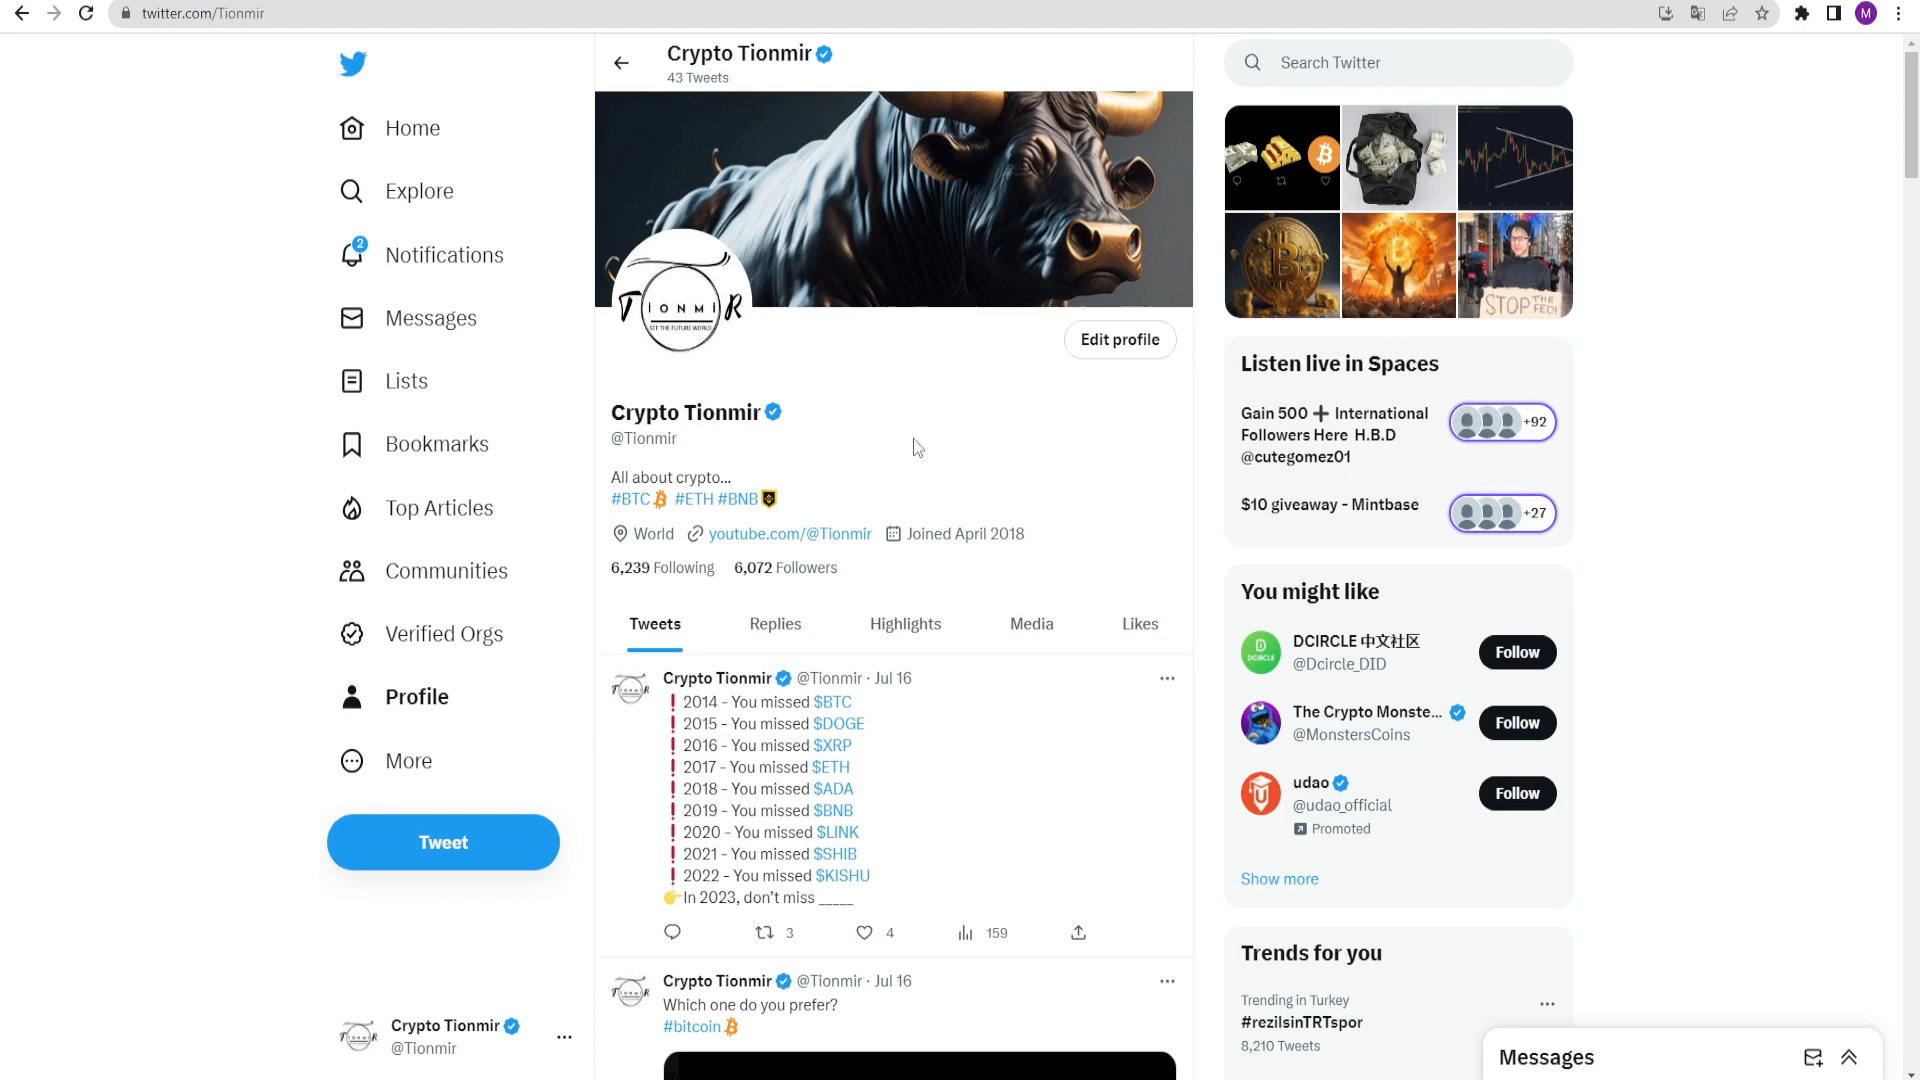 twitter.com/Tionmir
M
Home
Explore
2
Notifications
Messages
Lists
Bookmarks
Top Articles
Communities
Verified Orgs
Profile
More
Tweet
Crypto Tionmir
@Tionmir
Crypto Tionmir
43 Tweets
TIONMIR
SEE THE FUTURE WORLD
Edit profile
Crypto Tionmir
@Tionmir
All about crypto...
#BTC #ETH #BNB
World youtube.com/@Tionmir Joined April 2018
6,239 Following 6,072 Followers
Tweets Replies Highlights Media Likes
Crypto Tionmir @Tionmir · Jul 16
❗2014 - You missed $BTC
❗2015 - You missed $DOGE
❗2016 - You missed $XRP
❗2017 - You missed $ETH
❗2018 - You missed $ADA
❗2019 - You missed $BNB
❗2020 - You missed $LINK
❗2021 - You missed $SHIB
❗2022 - You missed $KISHU
👉In 2023, don't miss _____
3 4 159
Crypto Tionmir @Tionmir · Jul 16
Which one do you prefer?
#bitcoin
Search Twitter
STOP THE
FED!
Listen live in Spaces
Gain 500 ➕ International
Followers Here H.B.D
@cutegomez01
+92
$10 giveaway - Mintbase
+27
You might like
DCIRCLE 中文社区
@Dcircle_DID
Follow
The Crypto Monste...
@MonstersCoins
Follow
udao
@udao_official
Promoted
Follow
Show more
Trends for you
Trending in Turkey
#rezilsinTRTspor
8,210 Tweets
Messages